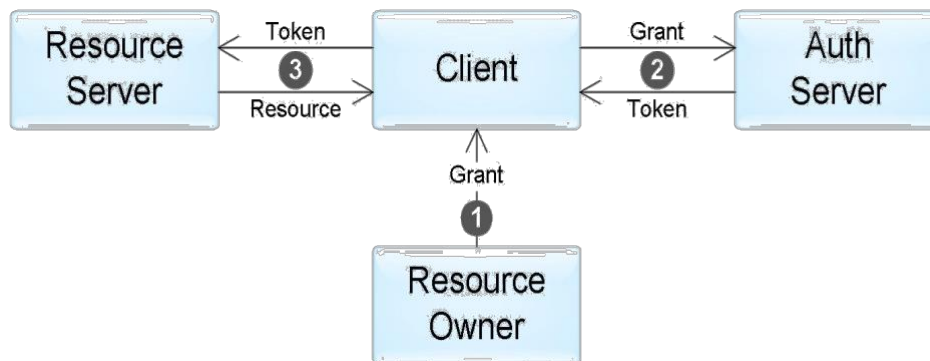 Resource
Server
Token
3
Resource
Client
Grant
2
Token
Auth
Server
Grant
1
Resource
Owner